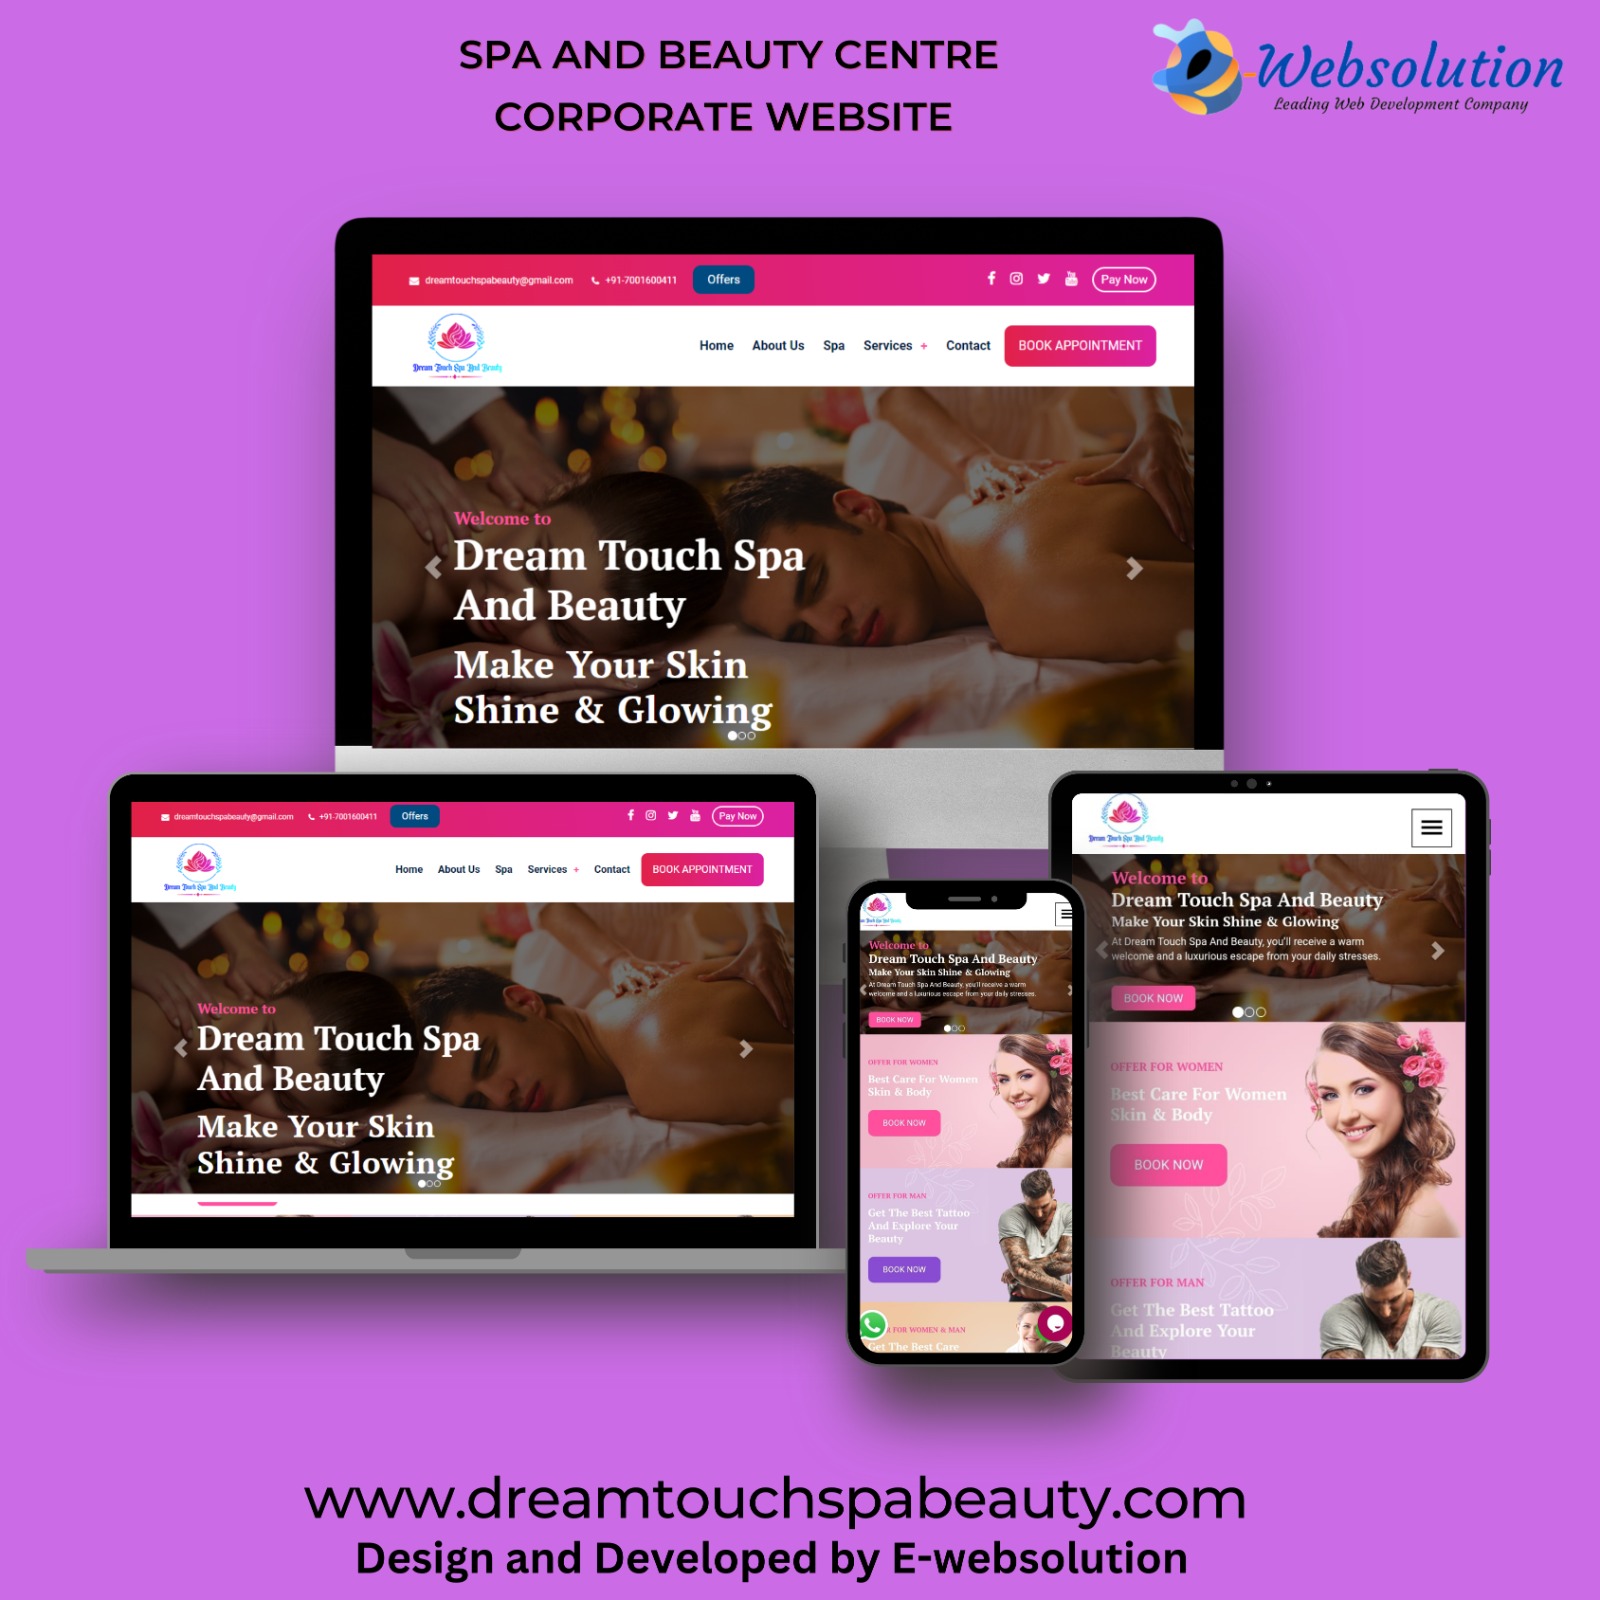 SPA AND BEAUTY CENTRE
CORPORATE WEBSITE
-Websolution
Leading Web Development Company
dreamtouchspabeauty@gmail.com +91-7001600411 Offers Pay Now
Dream Touch Spa And Beauty
Home About Us Spa Services + Contact BOOK APPOINTMENT
Welcome to
Dream Touch Spa
And Beauty
Make Your Skin
Shine & Glowing
dreamtouchspabeauty@gmail.com +91-7001600411 Offers Pay Now
Dream Touch Spa And Beauty
Home About Us Spa Services + Contact BOOK APPOINTMENT
Welcome to
Dream Touch Spa
And Beauty
Make Your Skin
Shine & Glowing
Welcome to
Dream Touch Spa And Beauty
Make Your Skin Shine & Glowing
At Dream Touch Spa And Beauty, you'll receive a warm
welcome and a luxurious escape from your daily stresses.
BOOK NOW
OFFER FOR WOMEN
Best Care For Women
Skin & Body
BOOK NOW
OFFER FOR MAN
Get The Best Tattoo
And Explore Your
Beauty
BOOK NOW
FOR WOMEN & MAN
Get The Best Care
Dream Touch Spa And Beauty
Welcome to
Dream Touch Spa And Beauty
Make Your Skin Shine & Glowing
At Dream Touch Spa And Beauty, you'll receive a warm
welcome and a luxurious escape from your daily stresses.
BOOK NOW
OFFER FOR WOMEN
Best Care For Women
Skin & Body
BOOK NOW
OFFER FOR MAN
Get The Best Tattoo
And Explore Your
Beauty
www.dreamtouchspabeauty.com
Design and Developed by E-websolution